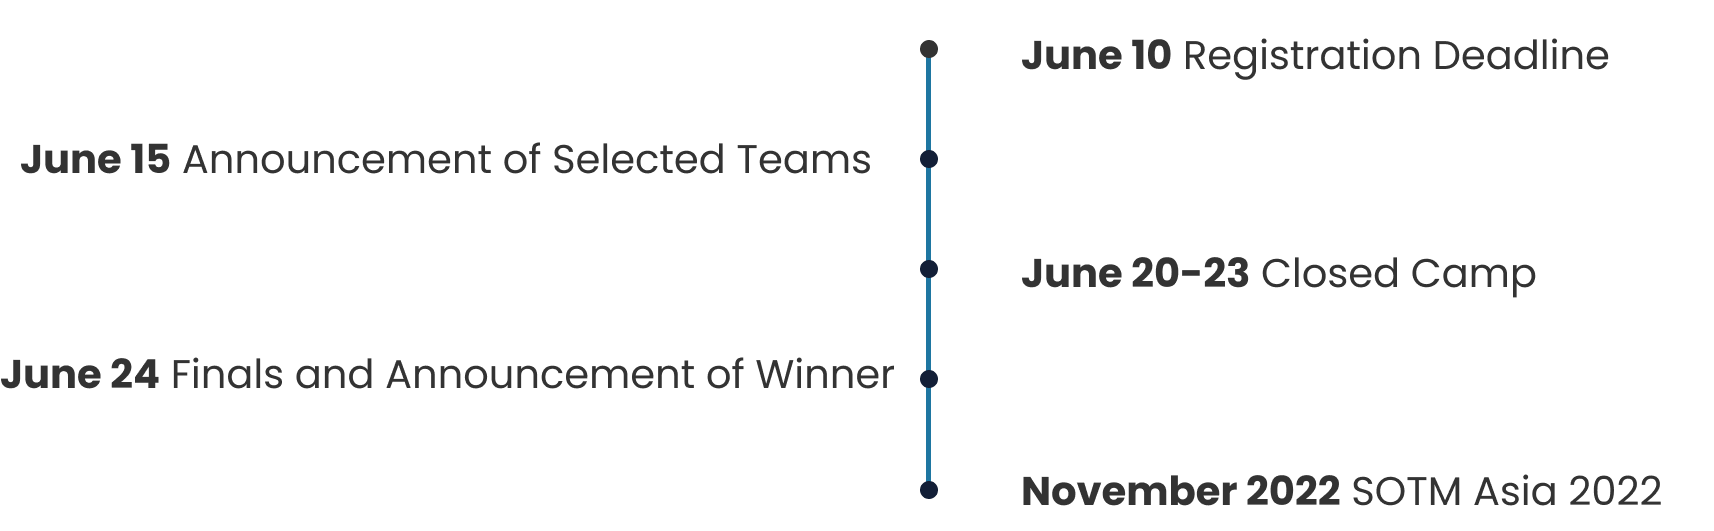 June 10 Registration Deadline
June 15 Announcement of Selected Teams
June 20-23 Closed Camp
June 24 Finals and Announcement of Winner
November 2022 SOTM Asia 2022